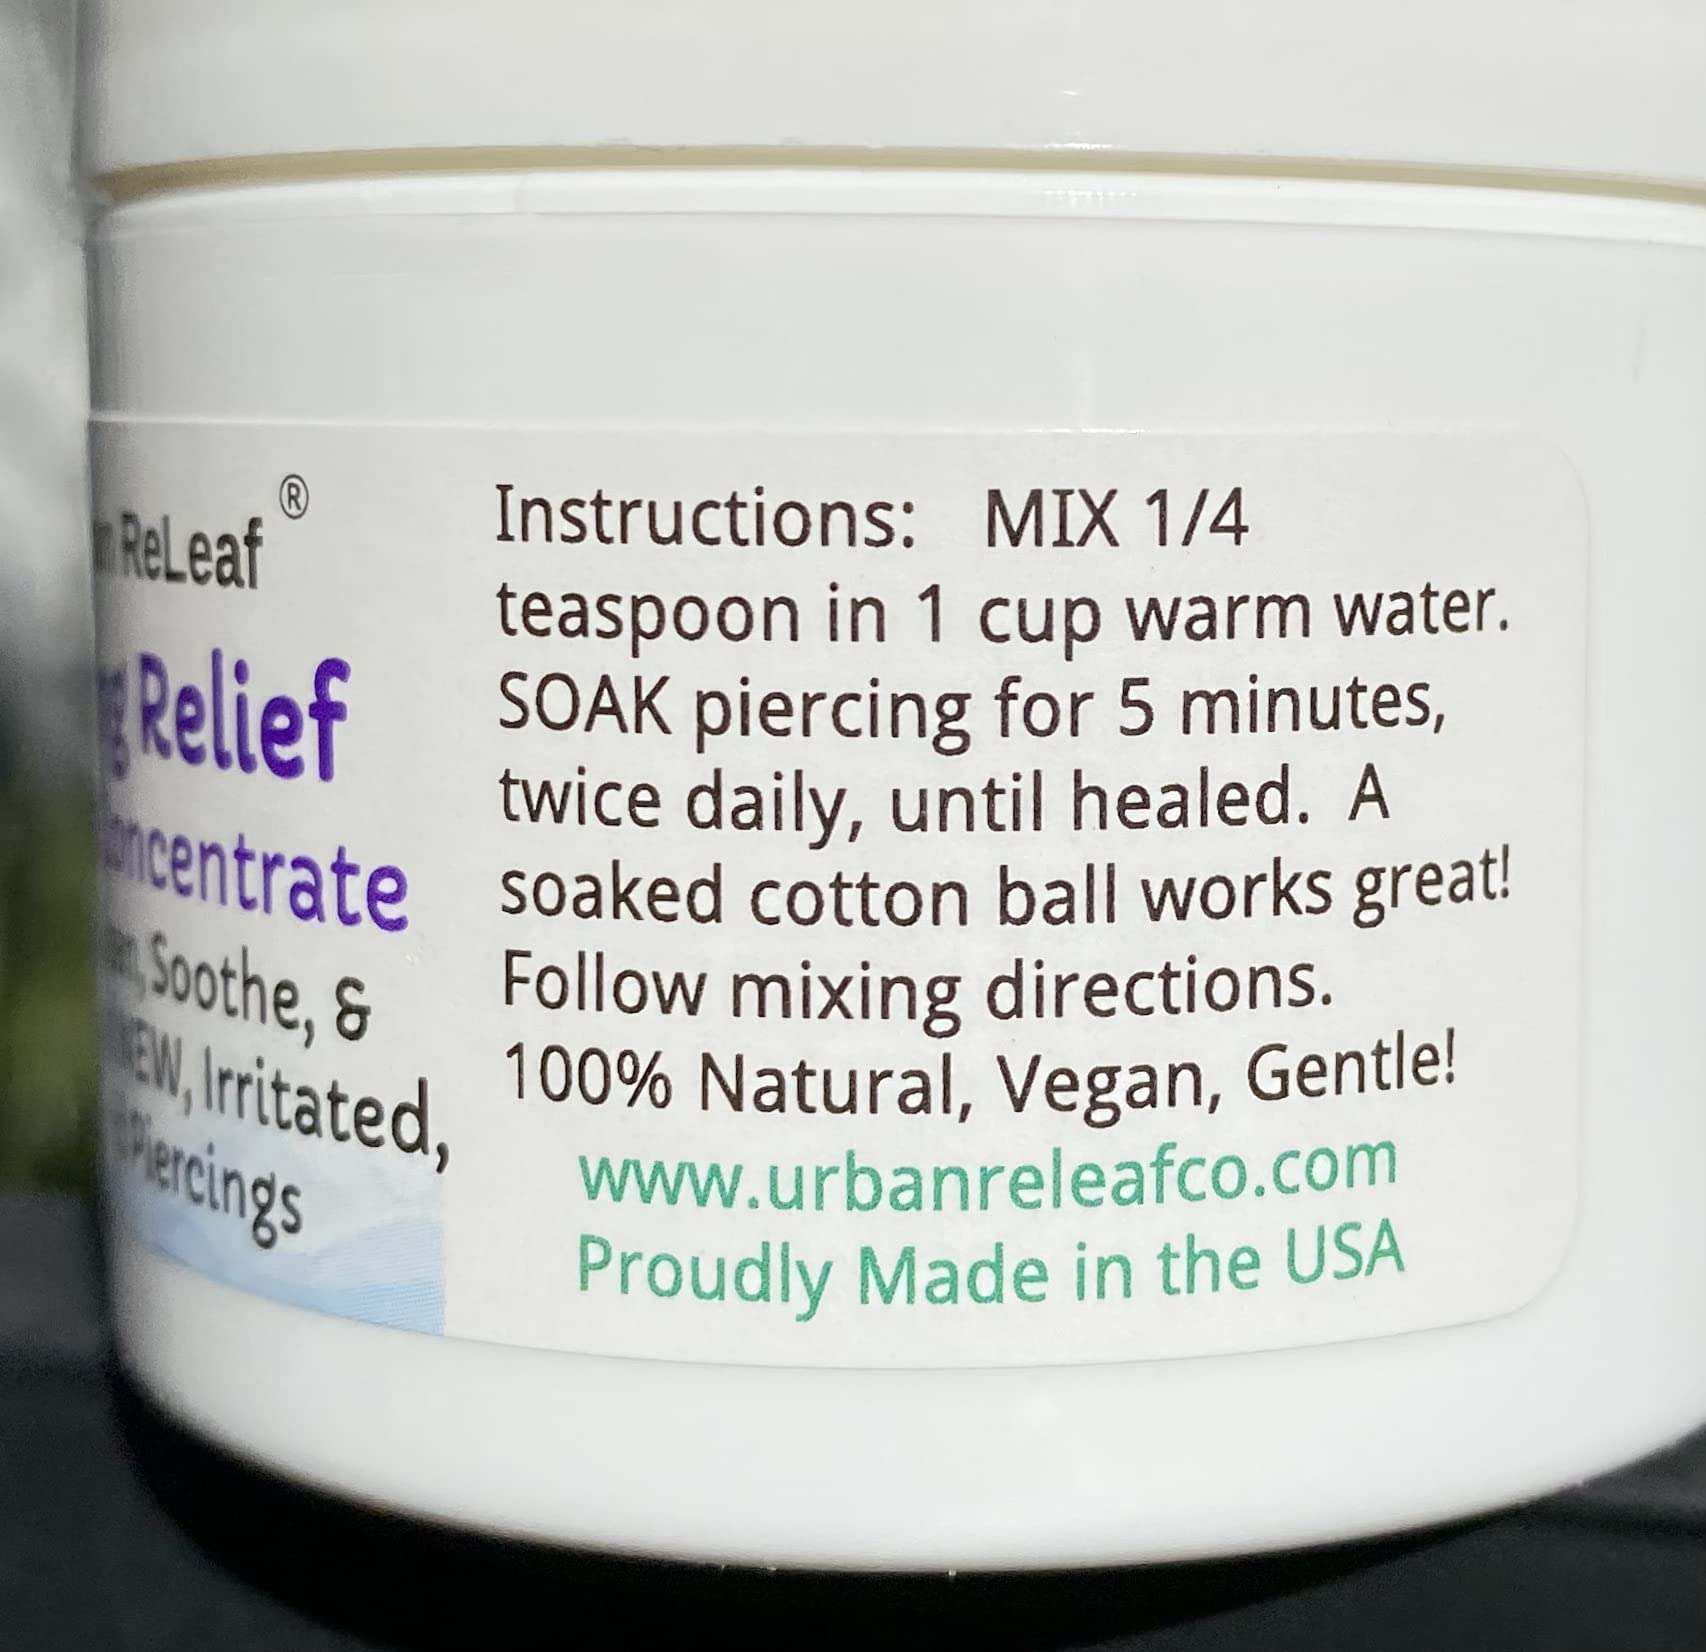 ReLeaf ®
Relief
Concentrate
Soothe, &
NEW, Irritated,
Piercings
Instructions: MIX 1/4
teaspoon in 1 cup warm water.
SOAK piercing for 5 minutes,
twice daily, until healed. A
soaked cotton ball works great!
Follow mixing directions.
100% Natural, Vegan, Gentle!
www.urbanreleafco.com
Proudly Made in the USA